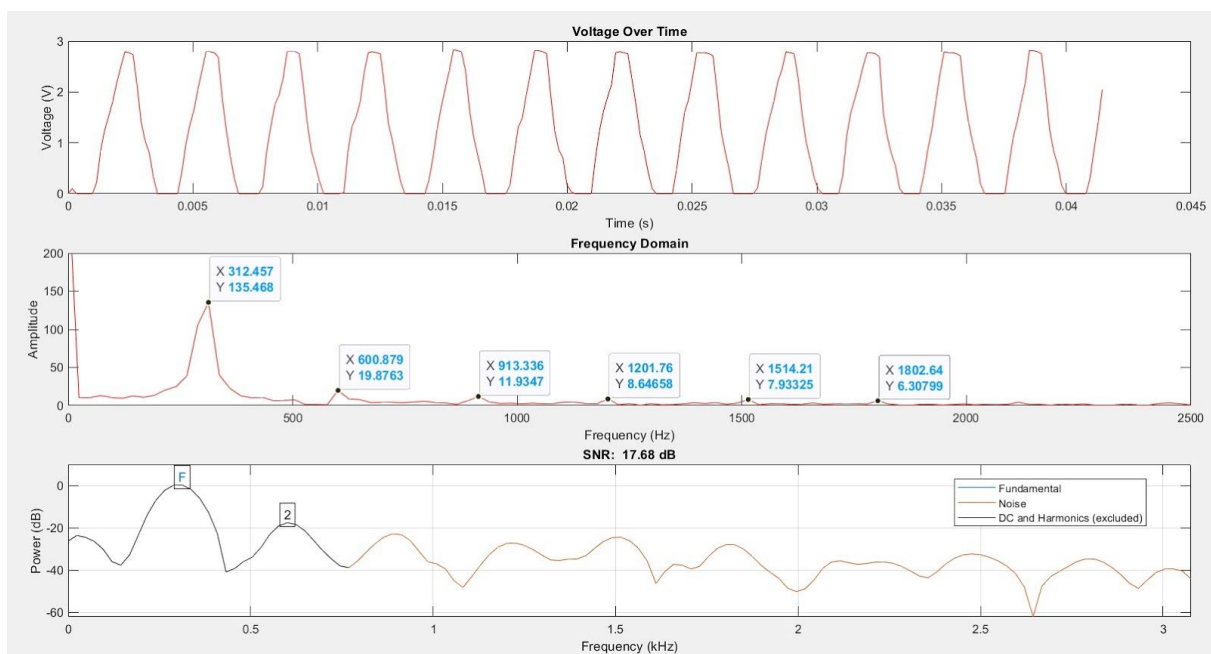 Voltage Over Time
3
2
1
0
Voltage (V)
0 0.005 0.01 0.015 0.02 0.025 0.03 0.035 0.04 0.045
Time (s)
Frequency Domain
200
150
100
50
0
Amplitude
X 312.457
Y 135.468
X 600.879
Y 19.8763
X 913.336
Y 11.9347
X 1201.76
Y 8.64658
X 1514.21
Y 7.93325
X 1802.64
Y 6.30799
0 500 1000 1500 2000 2500
Frequency (Hz)
SNR: 17.68 dB
0
-20
-40
-60
Power (dB)
F
2
Fundamental
Noise
DC and Harmonics (excluded)
0 0.5 1 1.5 2 2.5 3
Frequency (kHz)